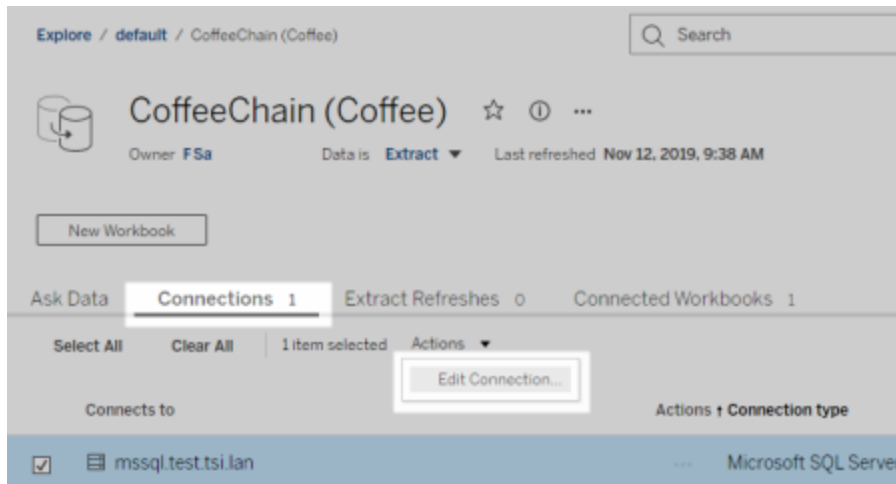 Explore / default / CoffeeChain (Coffee)
Search
CoffeeChain (Coffee)
Owner FSa Data is Extract Last refreshed Nov 12, 2019, 9:38 AM
New Workbook
Ask Data Connections 1 Extract Refreshes 0 Connected Workbooks 1
Select All Clear All 1 item selected Actions
Edit Connection...
Connects to Actions Connection type
mssql.test.tsi.lan ... Microsoft SQL Server